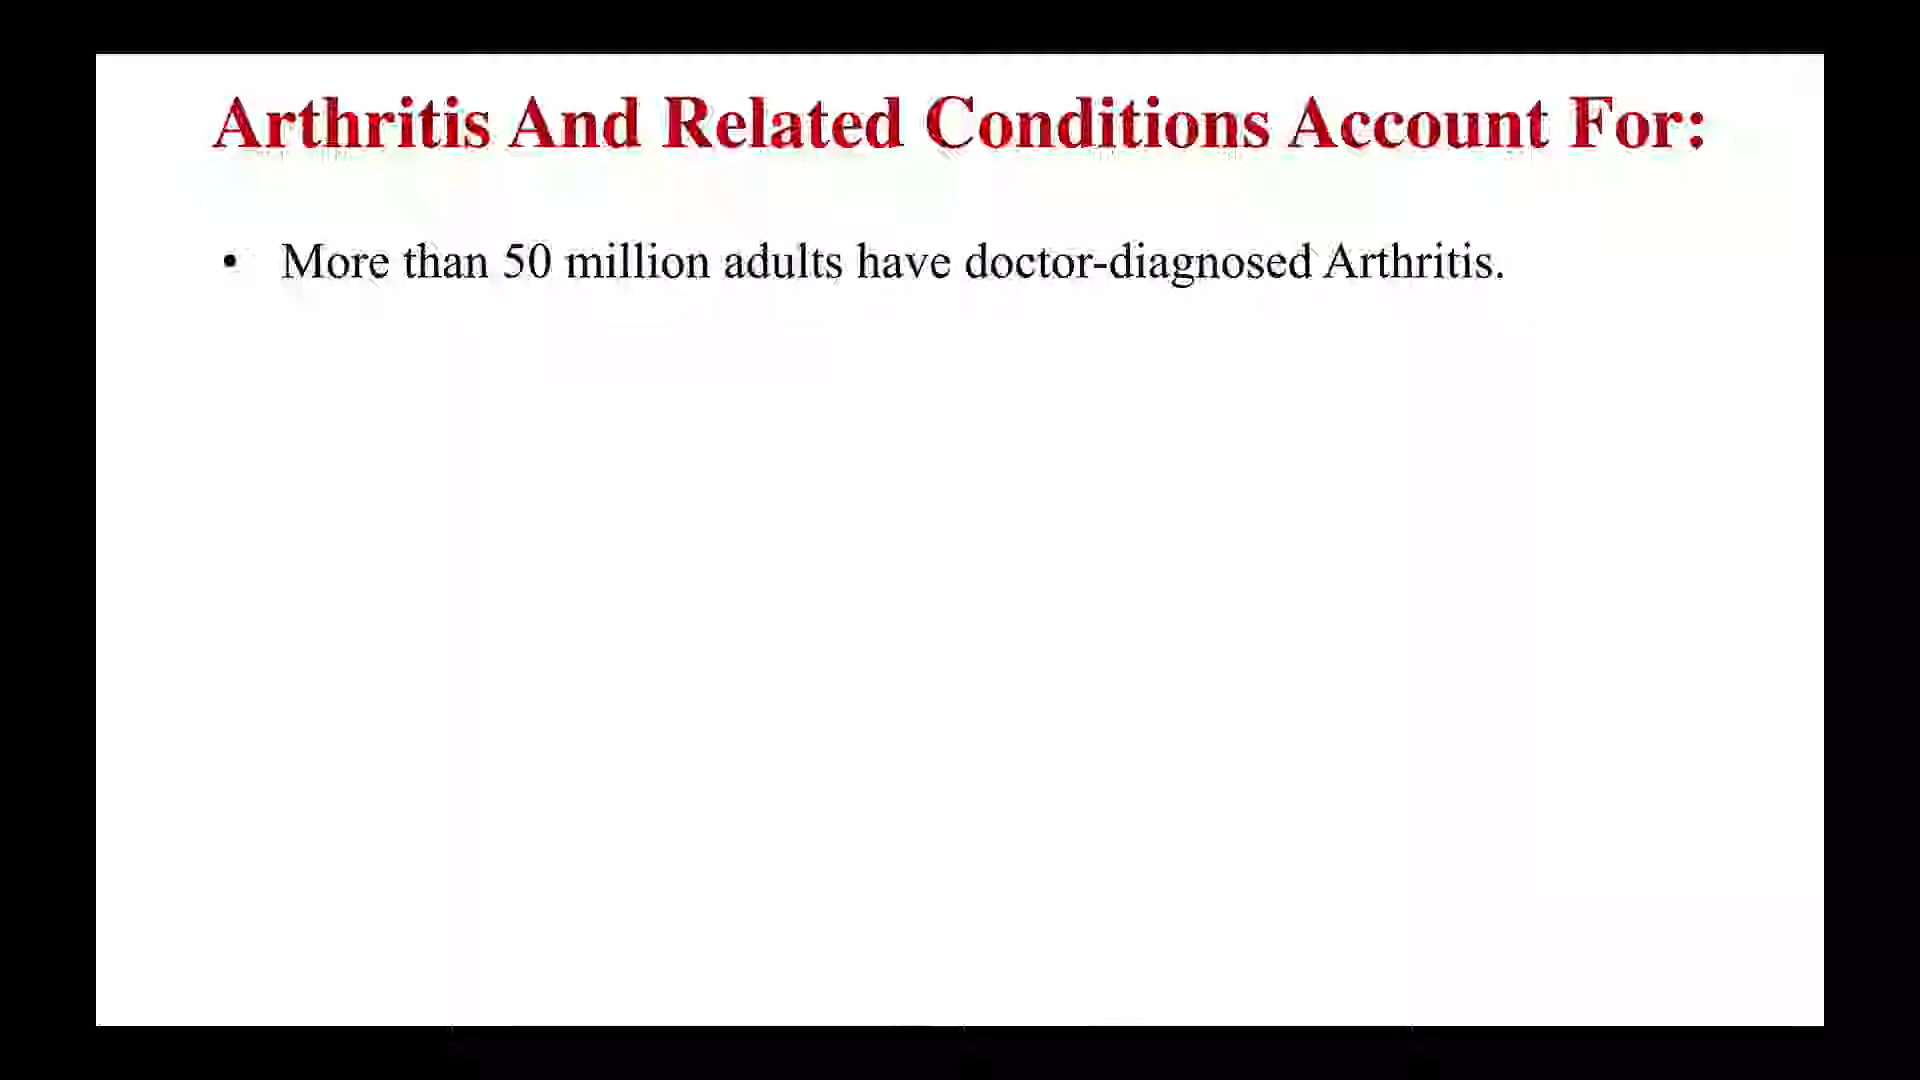 Arthritis And Related Conditions Account For:
• More than 50 million adults have doctor-diagnosed Arthritis.